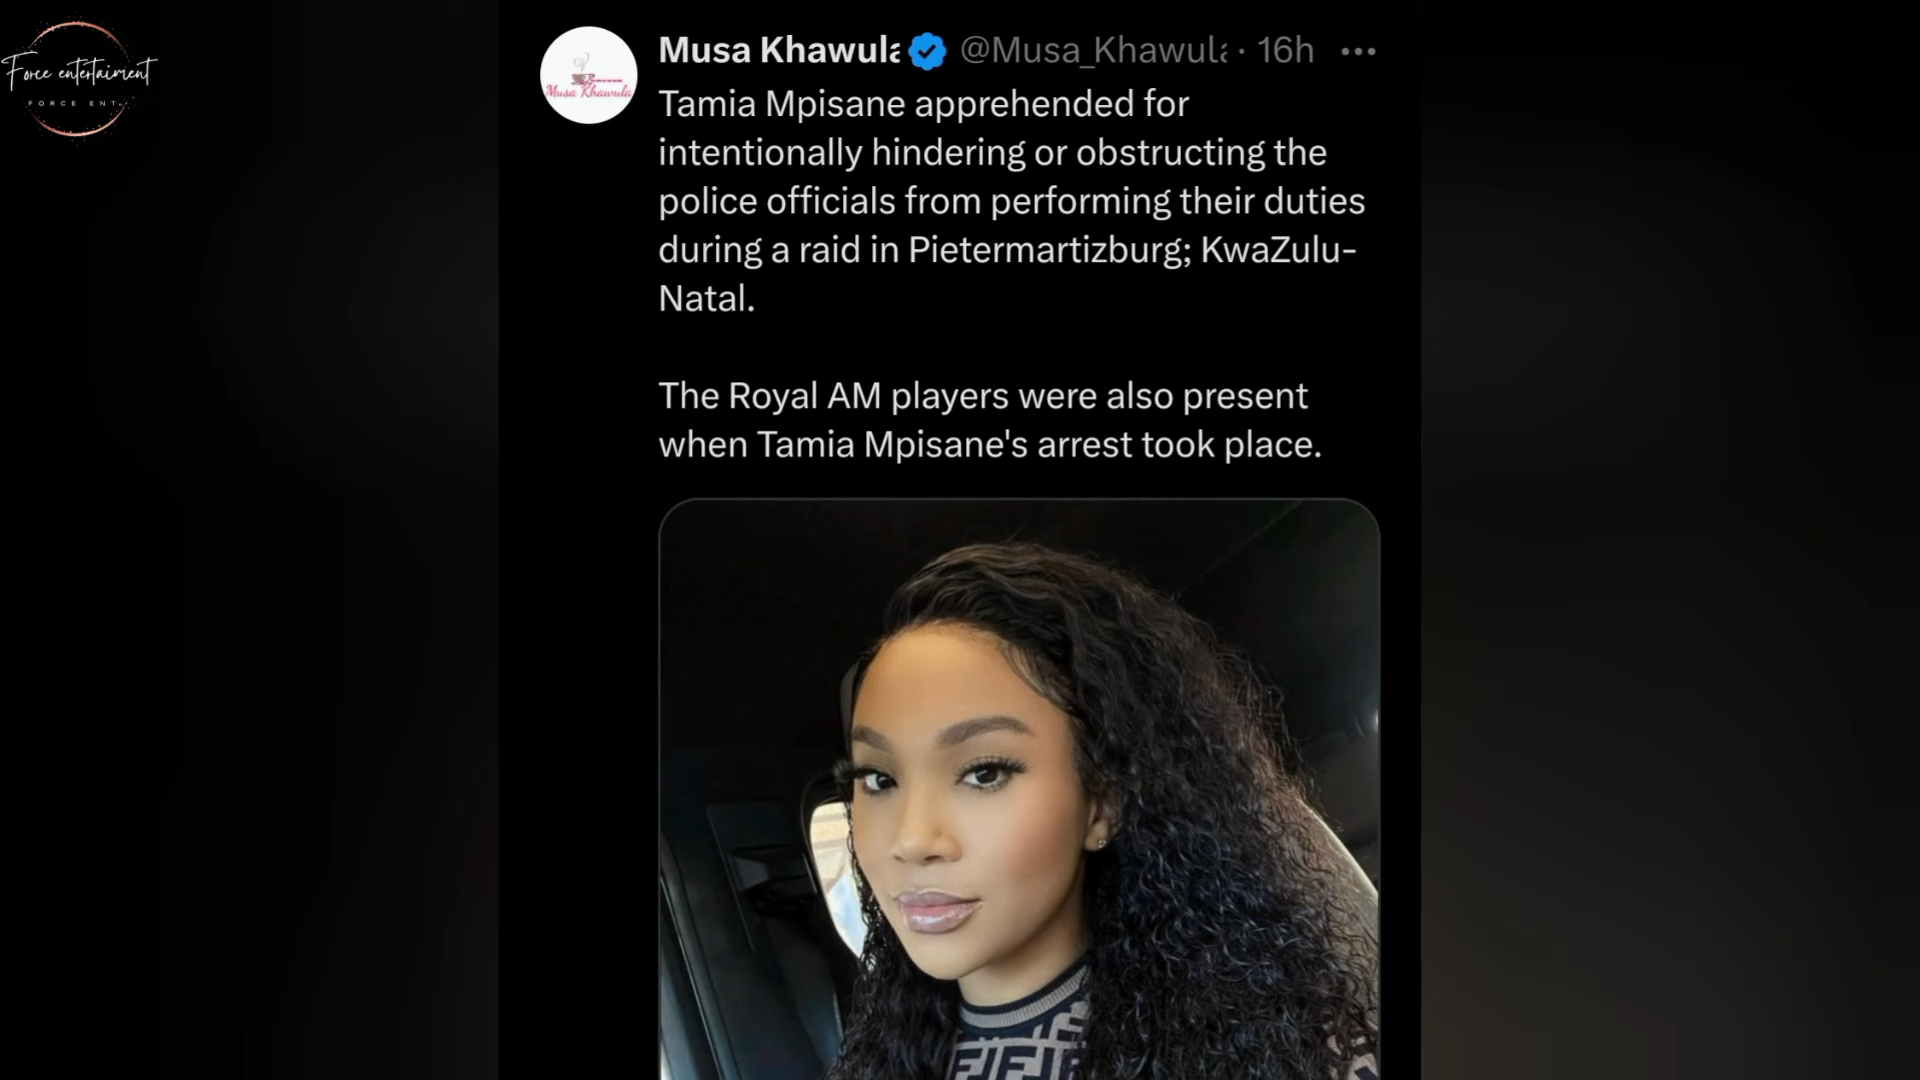 Force entertaiment
FORCE ENT.
Musa Khawula @Musa_Khawula · 16h
Musa Khawula
Tamia Mpisane apprehended for
intentionally hindering or obstructing the
police officials from performing their duties
during a raid in Pietermartizburg; KwaZulu-
Natal.
The Royal AM players were also present
when Tamia Mpisane's arrest took place.